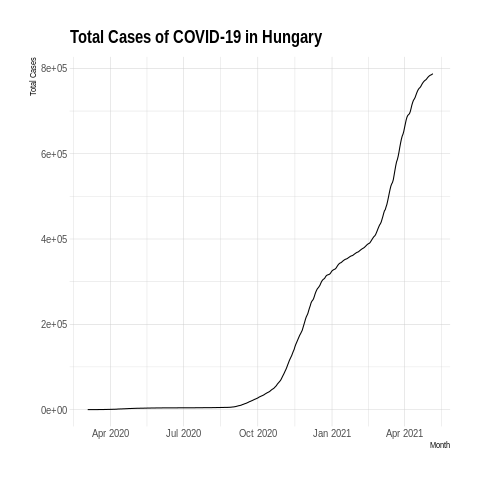 Total Cases of COVID-19 in Hungary
Total Cases
8e+05
6e+05
4e+05
2e+05
0e+00
Apr 2020 Jul 2020 Oct 2020 Jan 2021 Apr 2021
Month